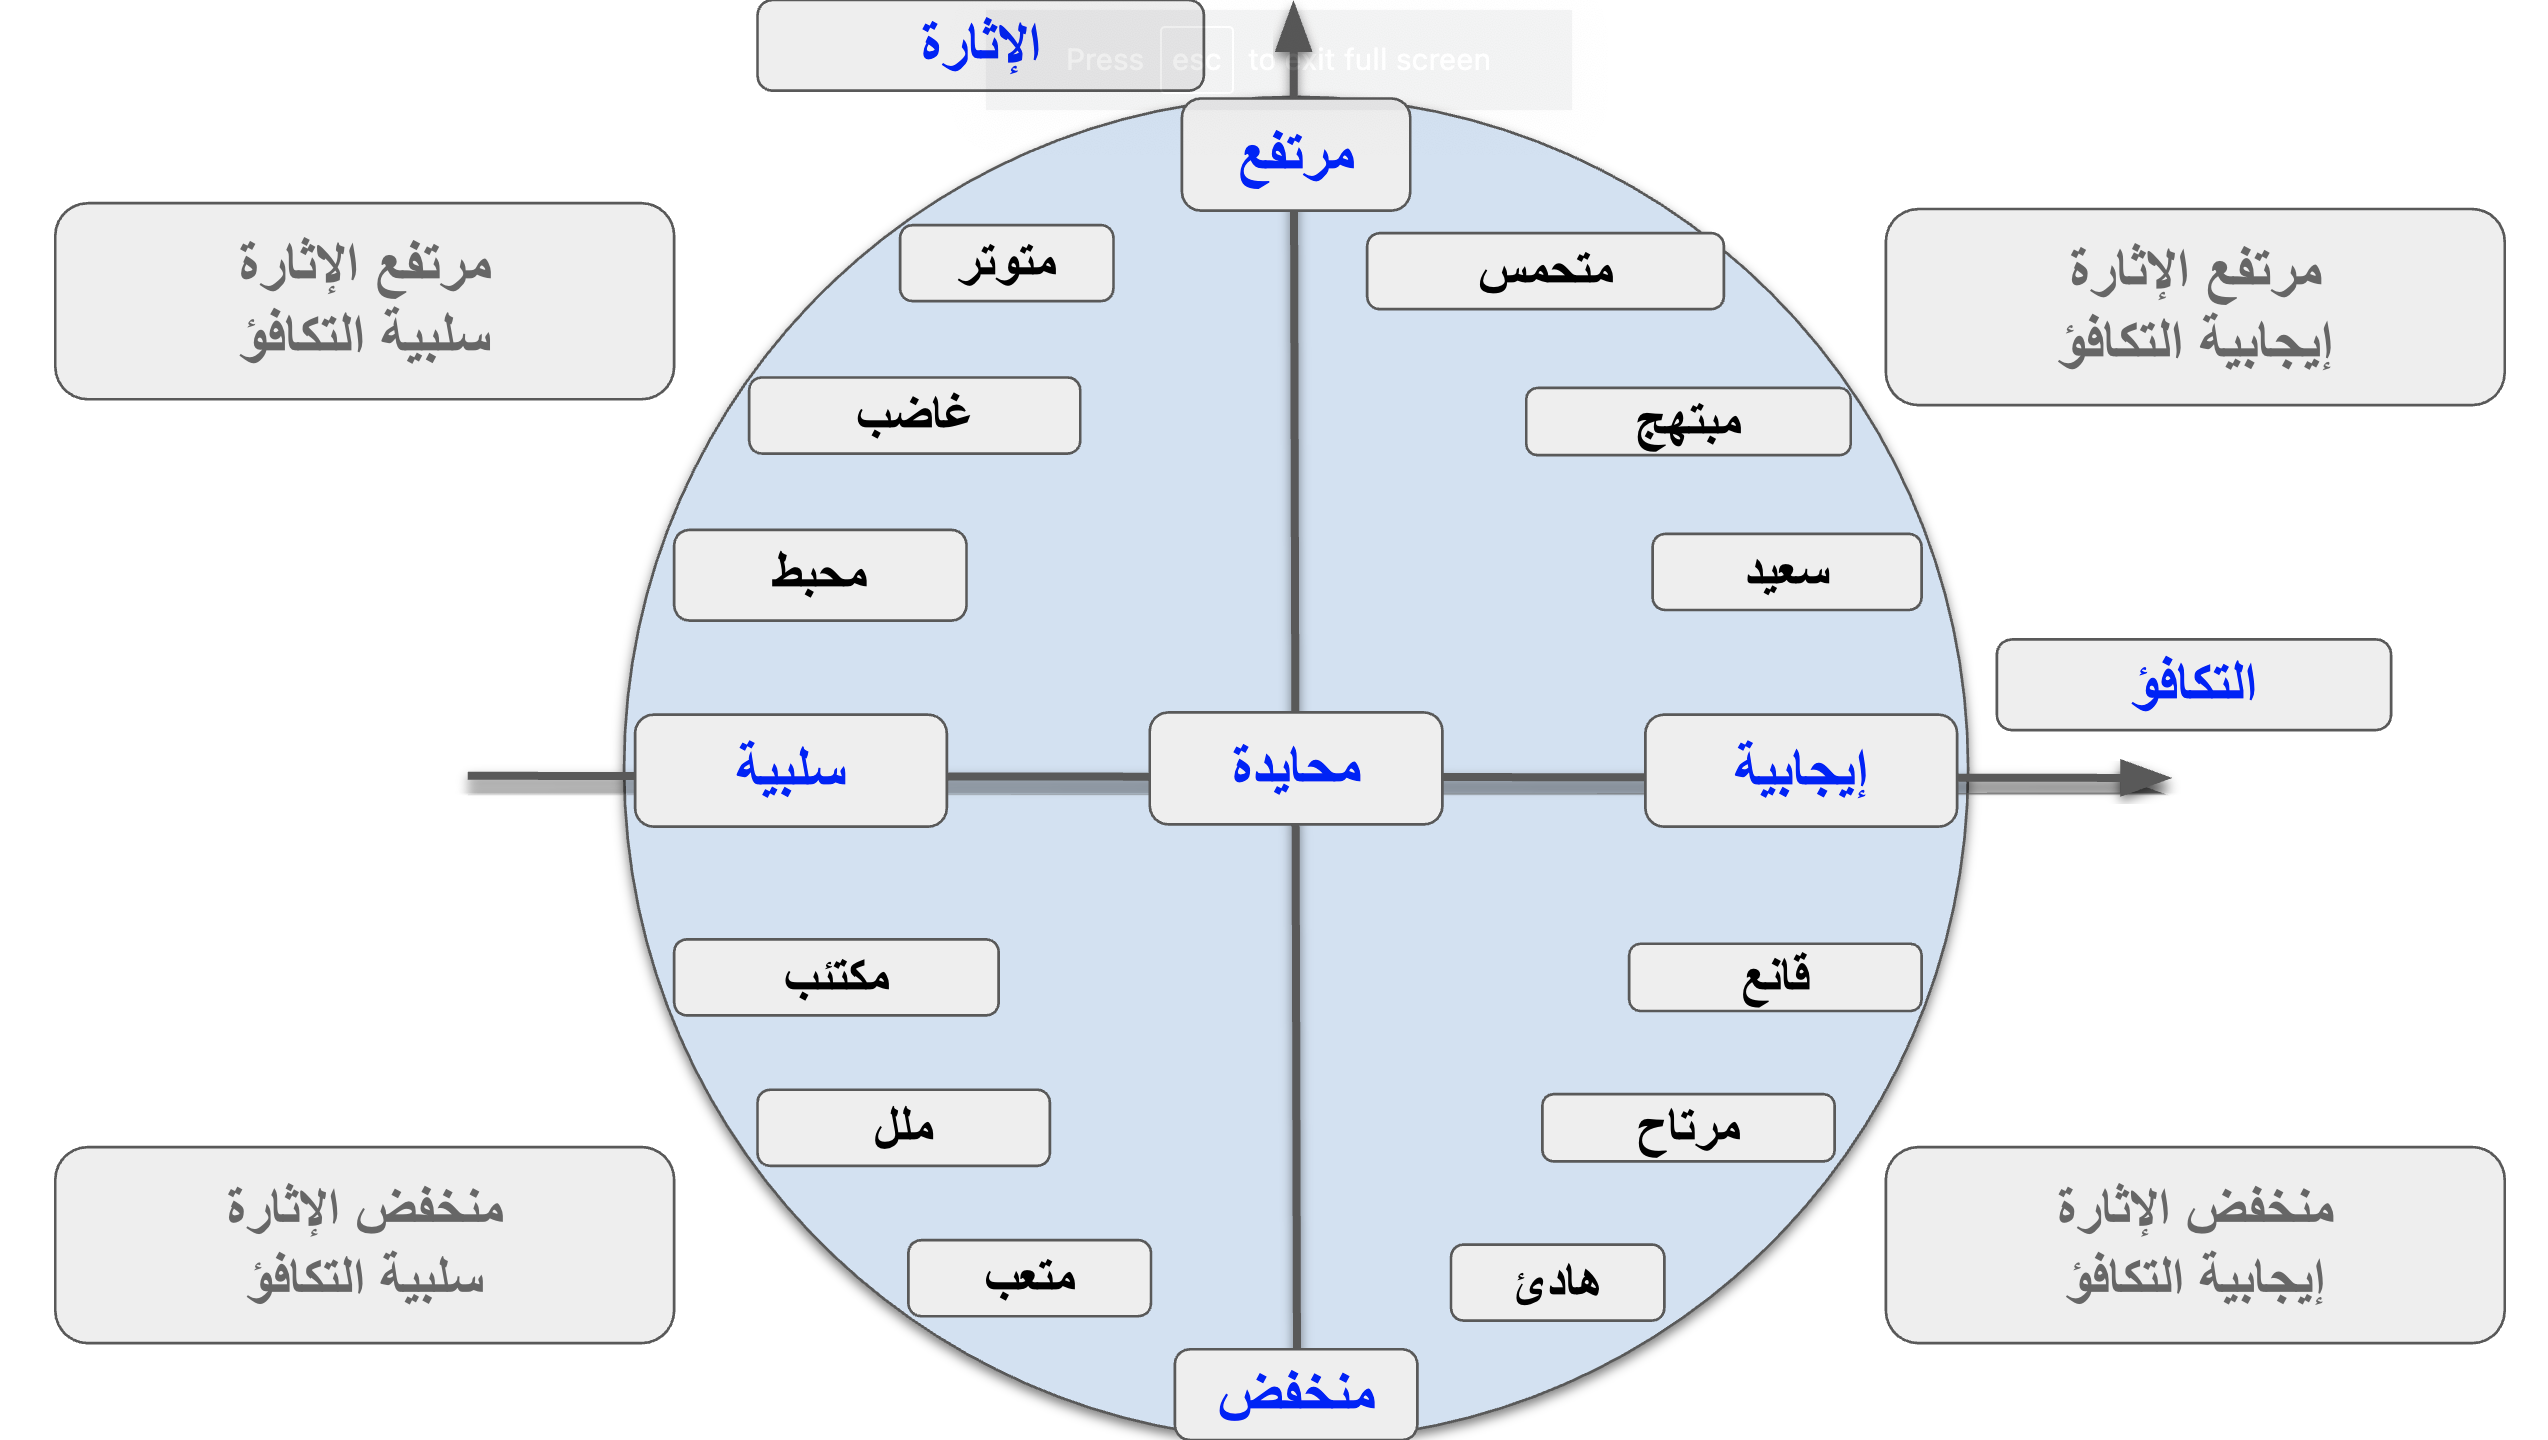 الإثارة
Press esc to exit full screen
مرتفع
مرتفع الإثارة
إيجابية التكافؤ
متحمس
متوتر
مرتفع الإثارة
سلبية التكافؤ
مبتهج
غاضب
سعيد
محبط
التكافؤ
إيجابية
محايدة
سلبية
قانع
مكتئب
مرتاح
ملل
منخفض الإثارة
إيجابية التكافؤ
هادئ
متعب
منخفض الإثارة
سلبية التكافؤ
منخفض